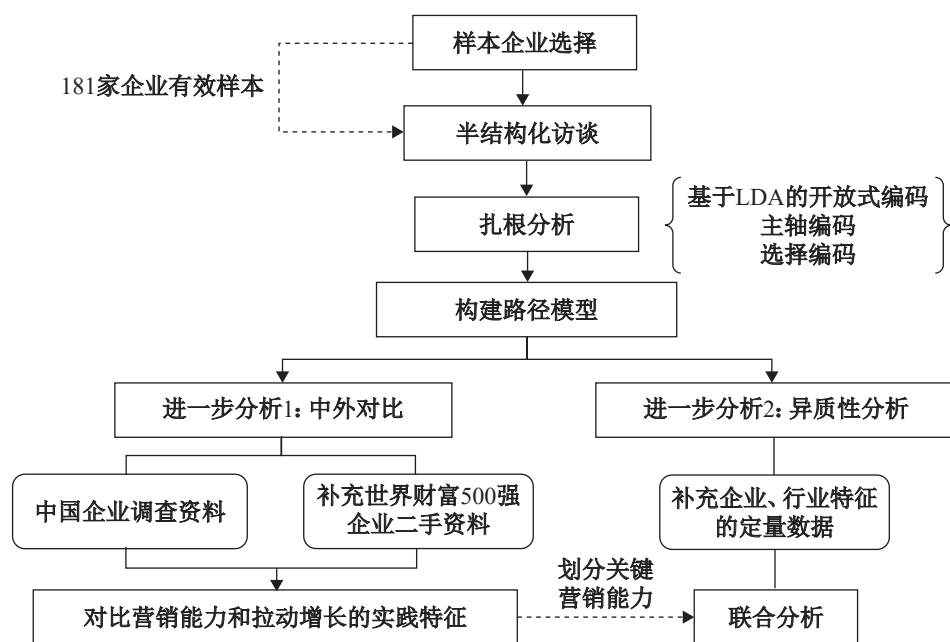 样本企业选择
181家企业有效样本
半结构化访谈
扎根分析
基于LDA的开放式编码
主轴编码
选择编码
构建路径模型
进一步分析1：中外对比
进一步分析2：异质性分析
中国企业调查资料
补充世界财富500强
企业二手资料
补充企业、行业特征
的定量数据
划分关键
营销能力
对比营销能力和拉动增长的实践特征
联合分析